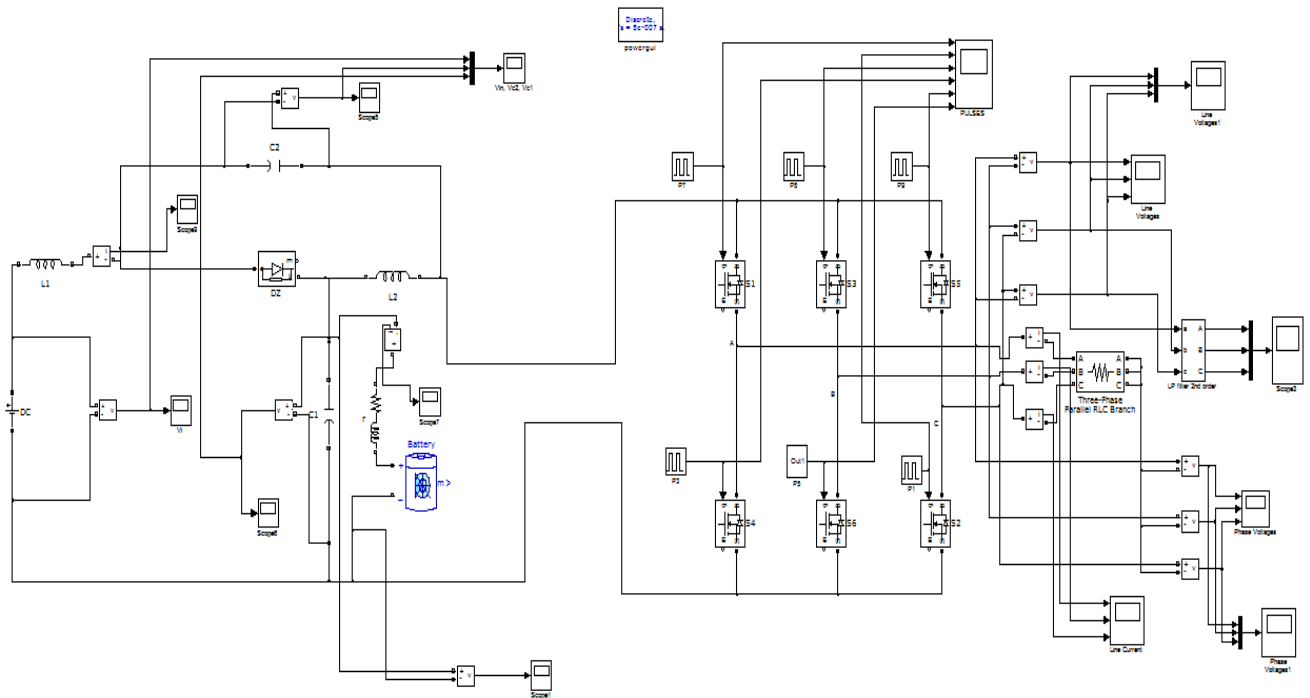 Discrete,
powergui
Vin, Vc2, Vc1
Scope5
PULSES
Line
Voltages1
C2
P7
P8
P9
Line
Voltages
Scope9
L1
DZ
L2
S1
S3
S5
A
A
B
C
A
B
C
a
b
c
A
B
C
LP filter 2nd order
Scope3
Three-Phase
Parallel RLC Branch
DC
Vi
C1
r
Scope7
B
C
Battery
m
P3
Out1
P5
P1
Scope6
S4
S6
S2
Phase Voltages
Line Current
Phase
Voltages1
Scope1